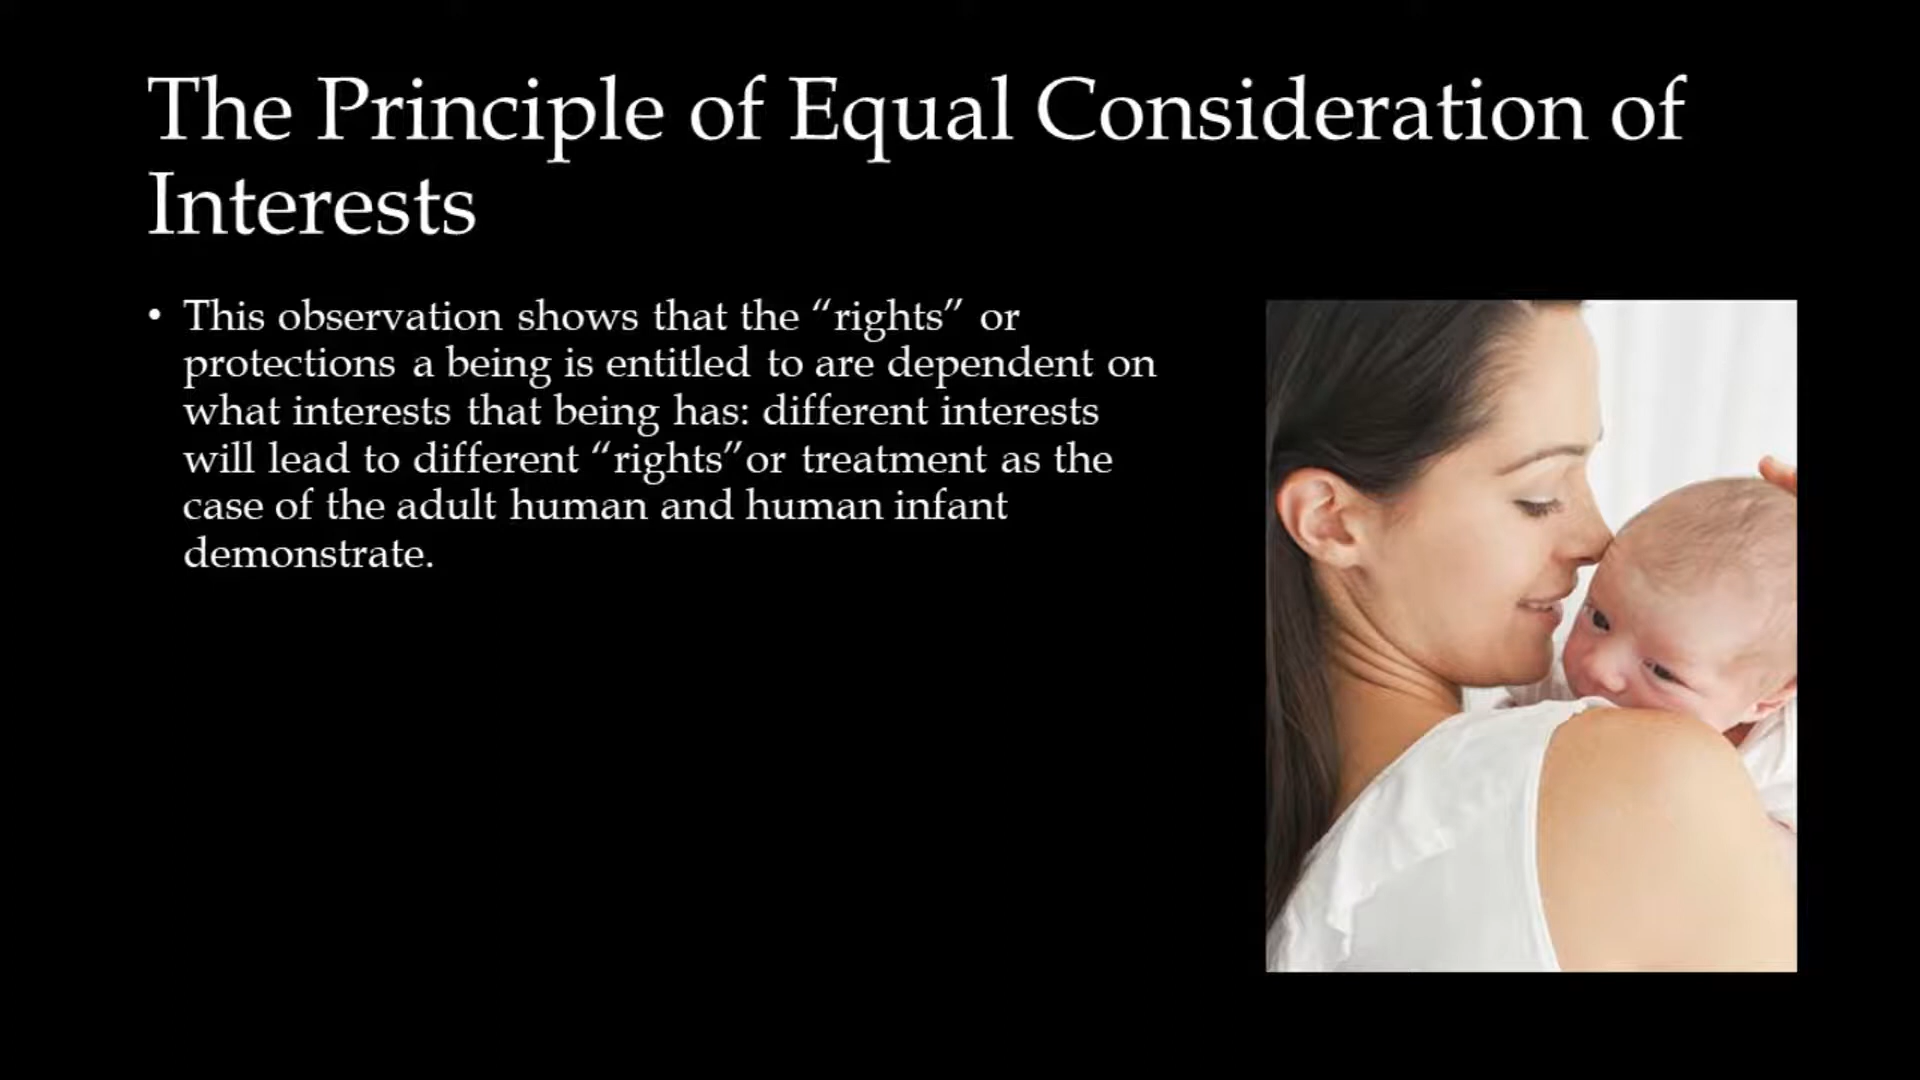 The Principle of Equal Consideration of
Interests
• This observation shows that the “rights” or
protections a being is entitled to are dependent on
what interests that being has: different interests
will lead to different “rights”or treatment as the
case of the adult human and human infant
demonstrate.